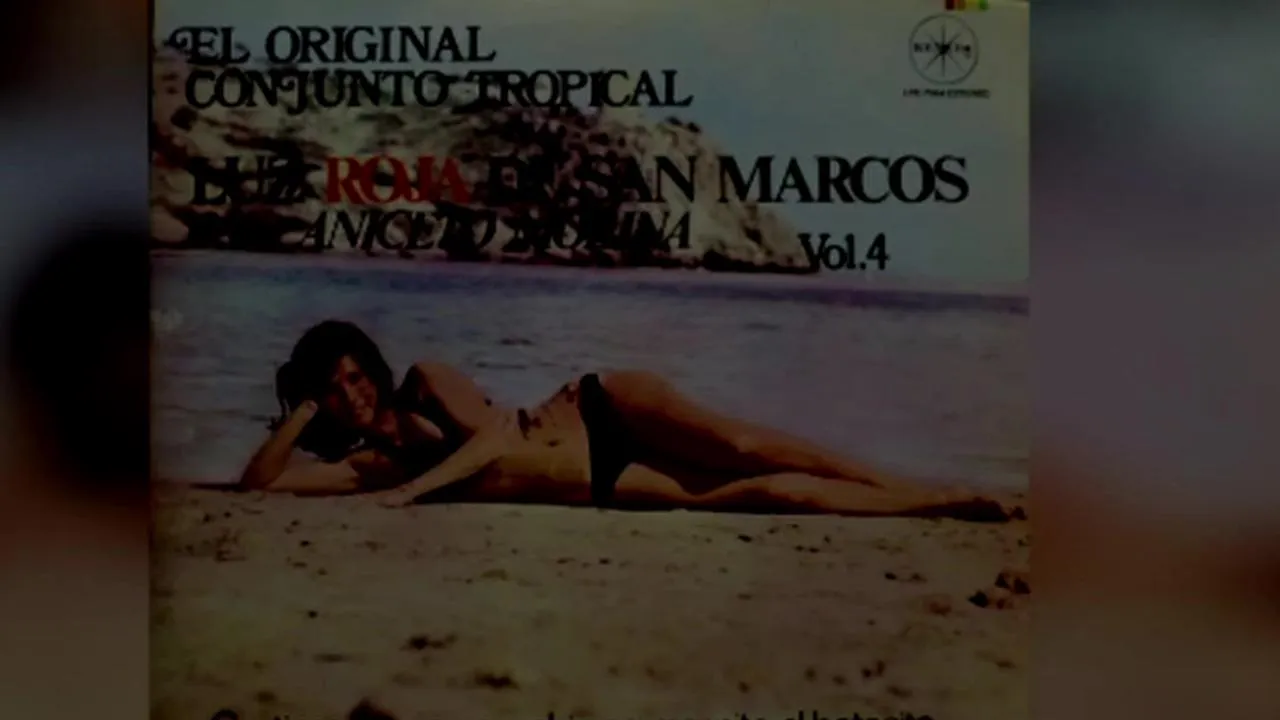 EL ORIGINAL
CONJUNTO TROPICAL
LUZ ROJA DE SAN MARCOS
ANICETO MOLINA
Vol.4